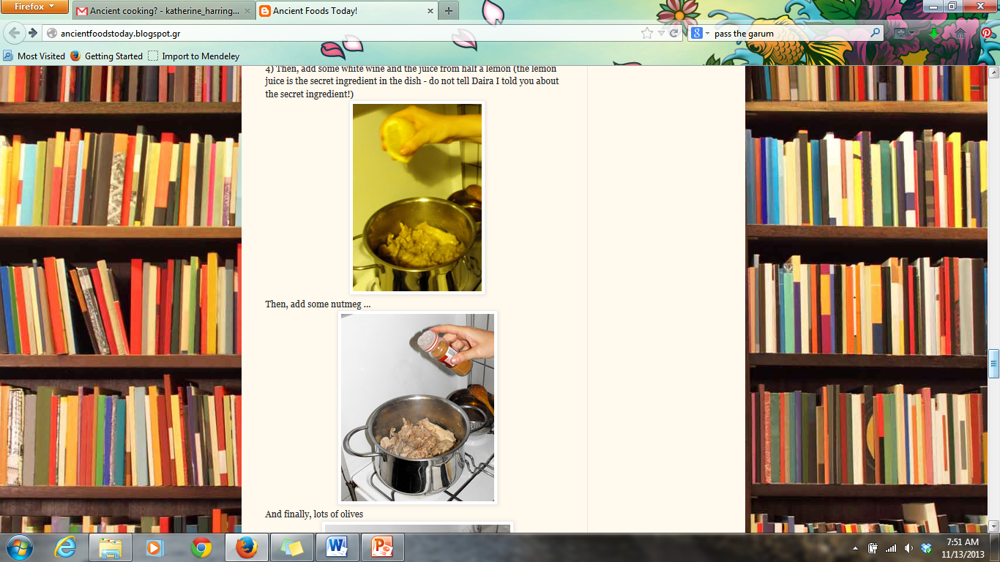 Firefox
Ancient cooking? - katherine_harring...
Ancient Foods Today!
ancientfoodstoday.blogspot.gr
pass the garum
Most Visited
Getting Started
Import to Mendeley
4) Then, add some white wine and the juice from half a lemon (the lemon
juice is the secret ingredient in the dish - do not tell Daira I told you about
the secret ingredient!)
Then, add some nutmeg ...
And finally, lots of olives
7:51 AM
11/13/2013